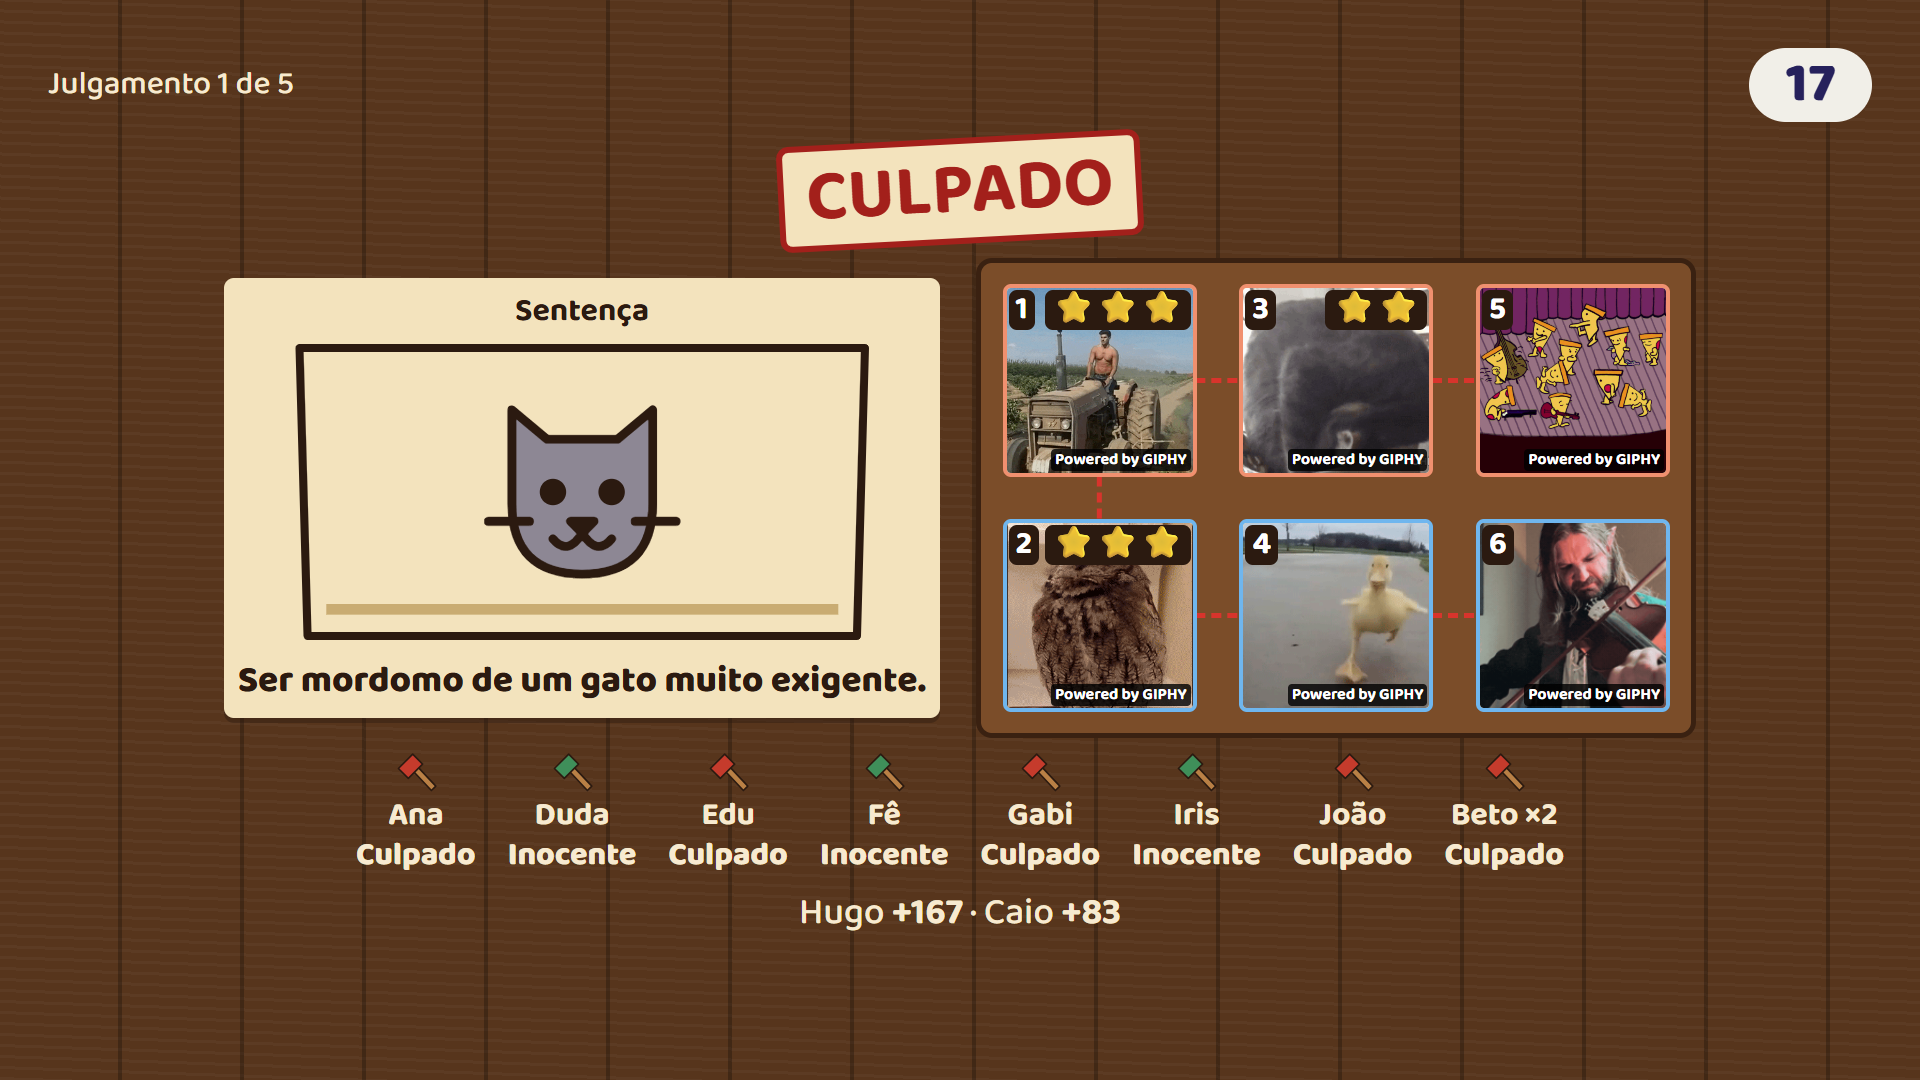 Julgamento 1 de 5
17
CULPADO
Sentença
Ser mordomo de um gato muito exigente.
1
Powered by GIPHY
3
Powered by GIPHY
5
Powered by GIPHY
2
Powered by GIPHY
4
Powered by GIPHY
6
Powered by GIPHY
Ana
Culpado
Duda
Inocente
Edu
Culpado
Fê
Inocente
Gabi
Culpado
Iris
Inocente
João
Culpado
Beto ×2
Culpado
Hugo +167 · Caio +83